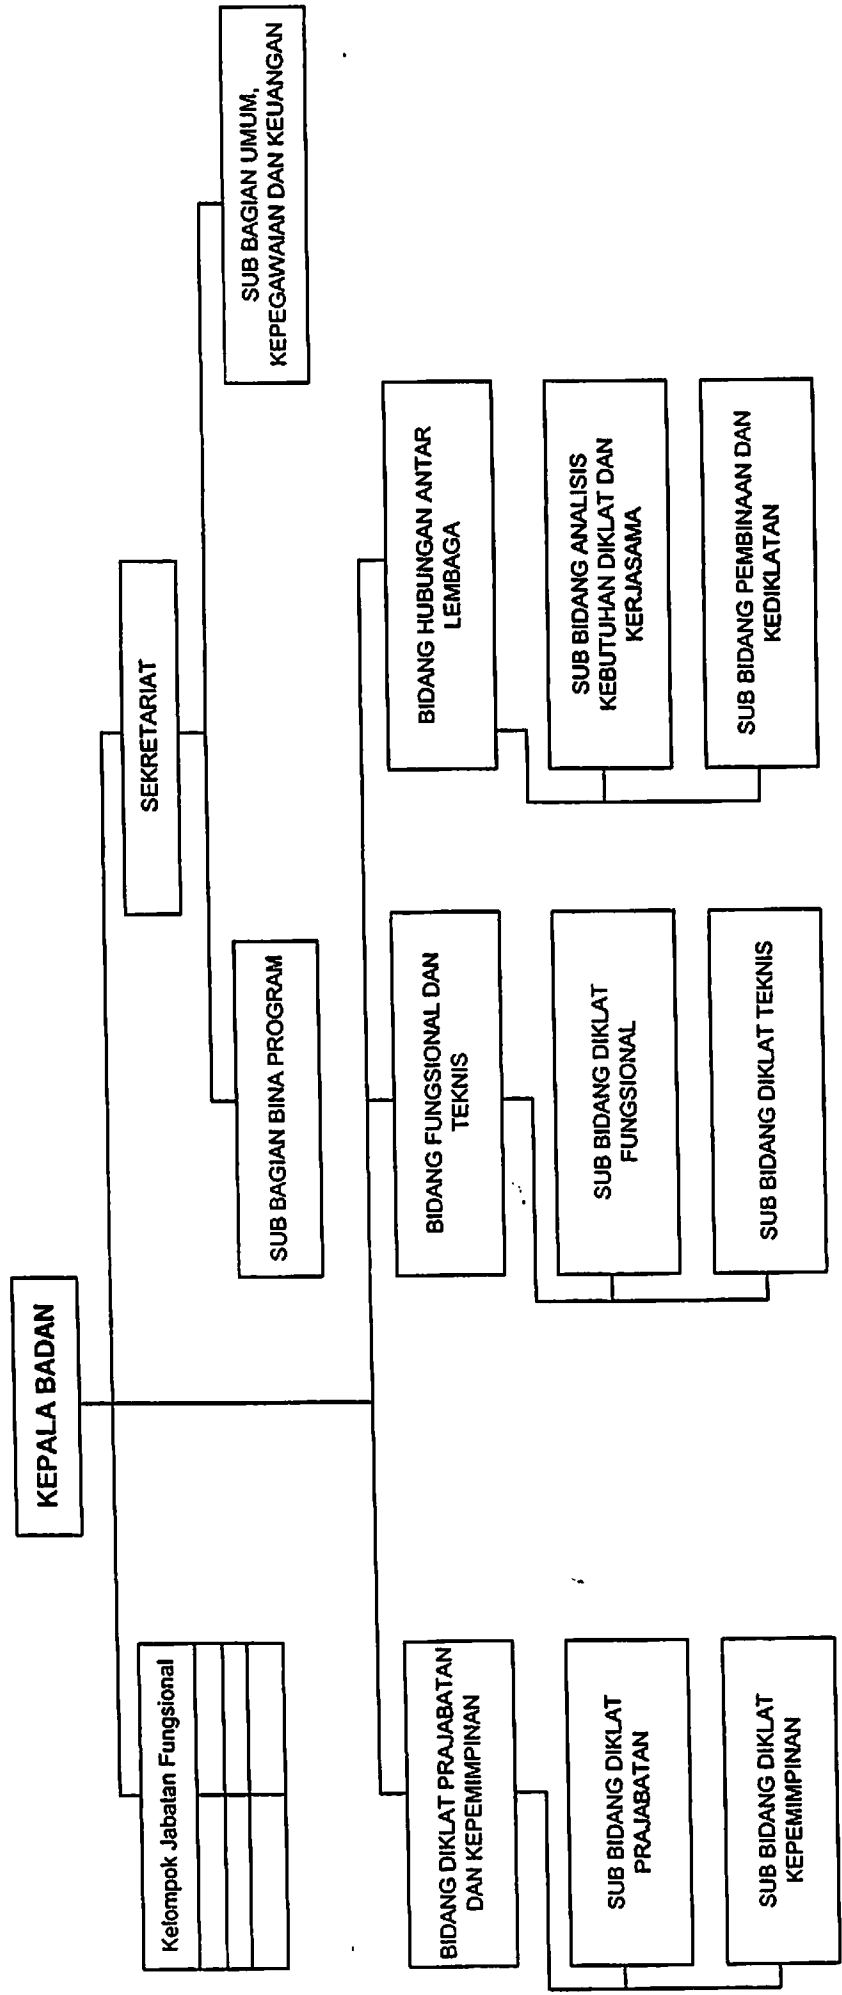 KEPALA BADAN
Kelompok Jabatan Fungsional
SEKRETARIAT
SUB BAGIAN BINA PROGRAM
SUB BAGIAN UMUM,
KEPEGAWAIAN DAN KEUANGAN
BIDANG DIKLAT PRAJABATAN
DAN KEPEMIMPINAN
SUB BIDANG DIKLAT
PRAJABATAN
SUB BIDANG DIKLAT
KEPEMIMPINAN
BIDANG FUNGSIONAL DAN
TEKNIS
SUB BIDANG DIKLAT
FUNGSIONAL
SUB BIDANG DIKLAT TEKNIS
BIDANG HUBUNGAN ANTAR
LEMBAGA
SUB BIDANG ANALISIS
KEBUTUHAN DIKLAT DAN
KERJASAMA
SUB BIDANG PEMBINAAN DAN
KEDIKLATAN